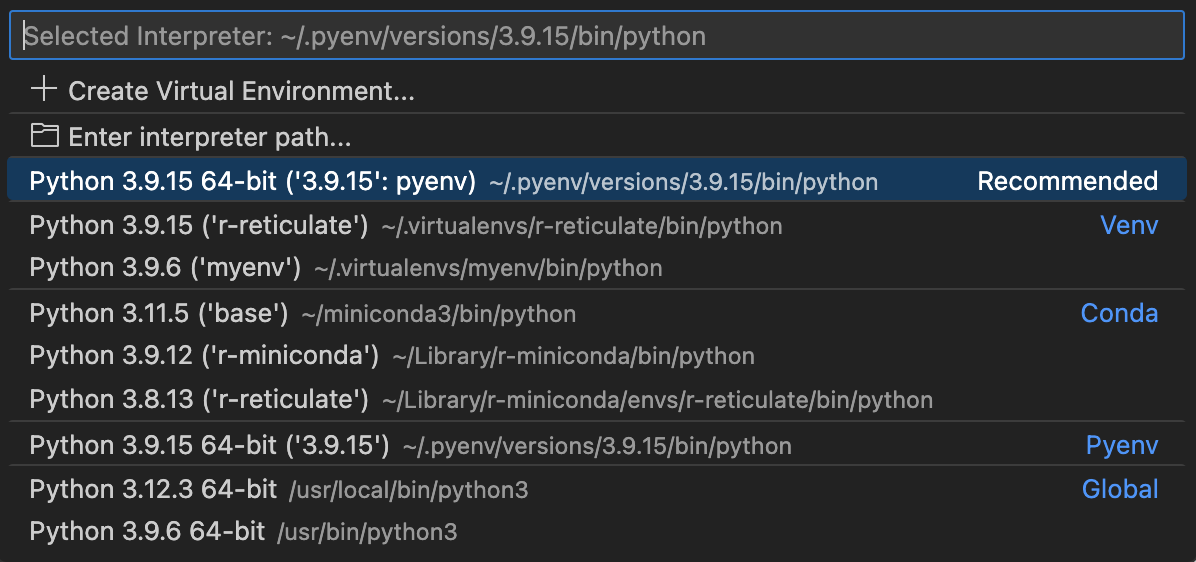 Selected Interpreter: ~/.pyenv/versions/3.9.15/bin/python
Create Virtual Environment...
Enter interpreter path...
Python 3.9.15 64-bit ('3.9.15': pyenv) ~/.pyenv/versions/3.9.15/bin/python Recommended
Python 3.9.15 ('r-reticulate') ~/.virtualenvs/r-reticulate/bin/python Venv
Python 3.9.6 ('myenv') ~/.virtualenvs/myenv/bin/python
Python 3.11.5 ('base') ~/miniconda3/bin/python Conda
Python 3.9.12 ('r-miniconda') ~/Library/r-miniconda/bin/python
Python 3.8.13 ('r-reticulate') ~/Library/r-miniconda/envs/r-reticulate/bin/python
Python 3.9.15 64-bit ('3.9.15') ~/.pyenv/versions/3.9.15/bin/python Pyenv
Python 3.12.3 64-bit /usr/local/bin/python3 Global
Python 3.9.6 64-bit /usr/bin/python3